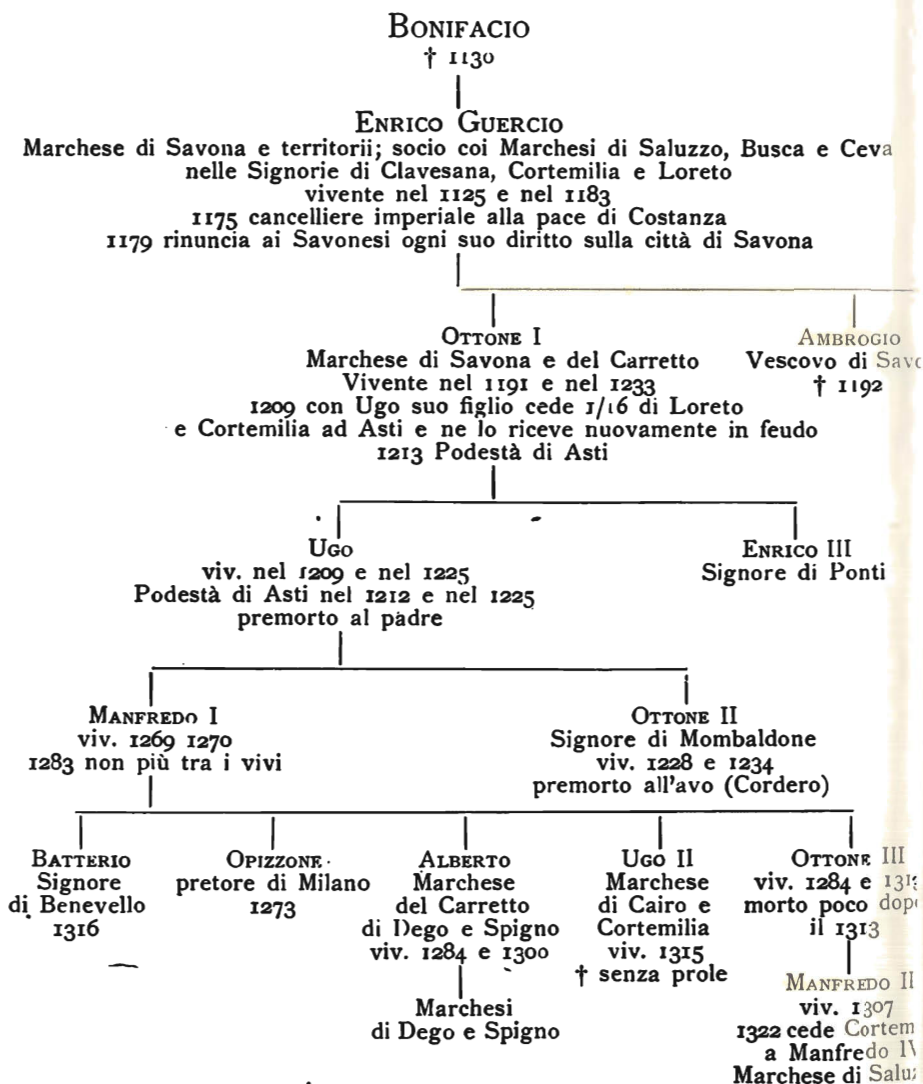 BONIFACIO
† 1130
ENRICO GUERCIO
Marchese di Savona e territorii; socio coi Marchesi di Saluzzo, Busca e Ceva
nelle Signorie di Clavesana, Cortemilia e Loreto
vivente nel 1125 e nel 1183
1175 cancelliere imperiale alla pace di Costanza
1179 rinuncia ai Savonesi ogni suo diritto sulla città di Savona
OTTONE I
Marchese di Savona e del Carretto
Vivente nel 1191 e nel 1233
1209 con Ugo suo figlio cede 1/16 di Loreto
e Cortemilia ad Asti e ne lo riceve nuovamente in feudo
1213 Podestà di Asti
AMBROGIO
Vescovo di Savo
† 1192
UGO
viv. nel 1209 e nel 1225
Podestà di Asti nel 1212 e nel 1225
premorto al padre
ENRICO III
Signore di Ponti
MANFREDO I
viv. 1269 1270
1283 non più tra i vivi
OTTONE II
Signore di Mombaldone
viv. 1228 e 1234
premorto all'avo (Cordero)
BATTERIO
Signore
di Benevello
1316
OPIZZONE
pretore di Milano
1273
ALBERTO
Marchese
del Carretto
di Dego e Spigno
viv. 1284 e 1300
Marchesi
di Dego e Spigno
UGO II
Marchese
di Cairo e
Cortemilia
viv. 1315
† senza prole
OTTONE III
viv. 1284 e
morto poco dopo
il 1313
MANFREDO II
viv. 1307
1322 cede Cortem
a Manfredo IV
Marchese di Saluz